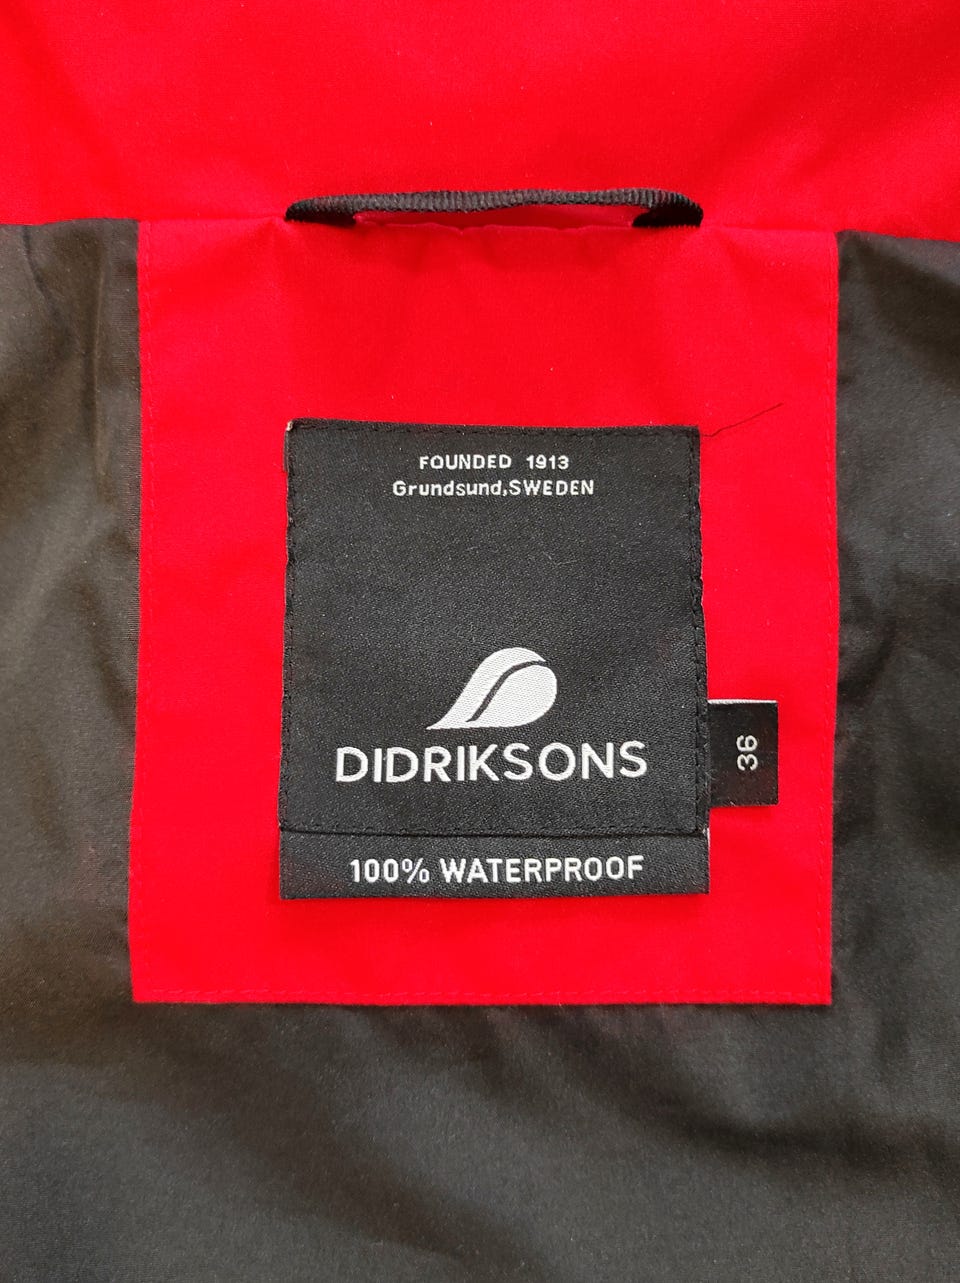 FOUNDED 1913
Grundsund,SWEDEN
DIDRIKSONS
36
100% WATERPROOF